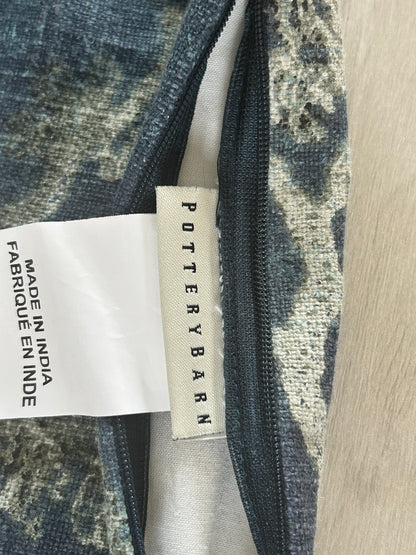 POTTERYBARN
MADE IN INDIA
FABRIQUÉ EN INDE